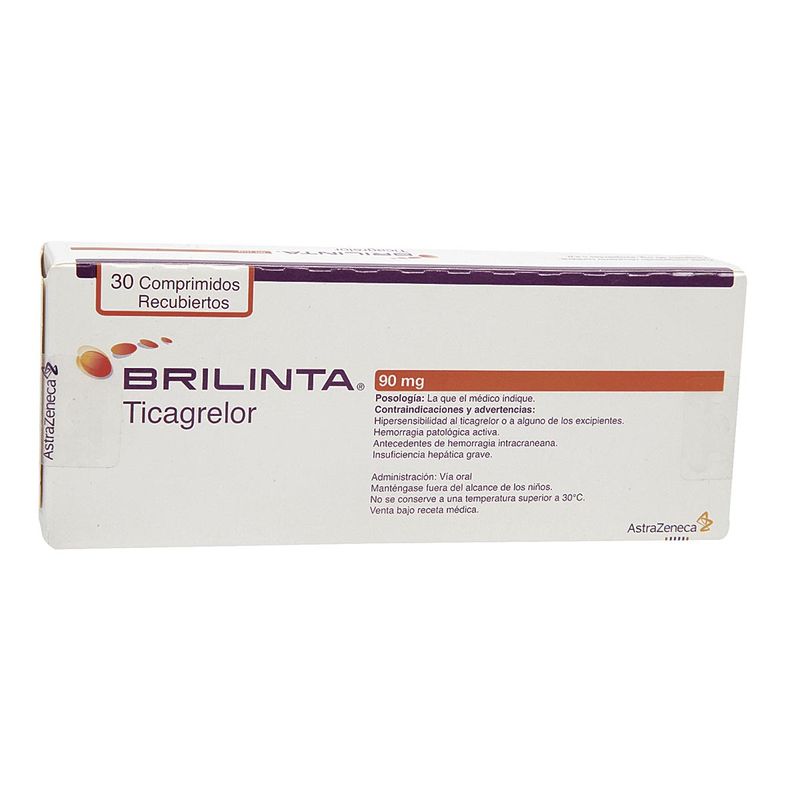 BRILINTA®
Ticagrelor
30 Comprimidos
Recubiertos
BRILINTA®
Ticagrelor
90 mg
Posología: La que el médico indique.
Contraindicaciones y advertencias:
Hipersensibilidad al ticagrelor o a alguno de los excipientes.
Hemorragia patológica activa.
Antecedentes de hemorragia intracraneana.
Insuficiencia hepática grave.
Administración: Vía oral
Manténgase fuera del alcance de los niños.
No se conserve a una temperatura superior a 30°C.
Venta bajo receta médica.
AstraZeneca
AstraZeneca